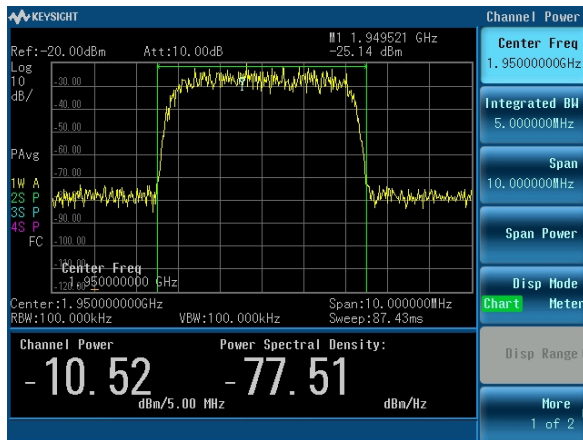 KEYSIGHT
Channel Power
M1 1.949521 GHz
Ref:-20.00dBm Att:10.00dB -25.14 dBm
Log
10
dB/
-30.00
-40.00
-50.00
-60.00
-70.00
-90.00
-100.00
-120.00
PAvg
1W A
2S P
3S P
4S P
FC
Center Freq
1.950000000 GHz
Center:1.950000000GHz Span:10.000000MHz
RBW:100.000kHz VBW:100.000kHz Sweep:87.43ms
Channel Power Power Spectral Density:
-10.52 -77.51
dBm/5.00 MHz dBm/Hz
Center Freq
1.95000000GHz
Integrated BW
5.000000MHz
Span
10.000000MHz
Span Power
Disp Mode
Chart Meter
Disp Range
More
1 of 2